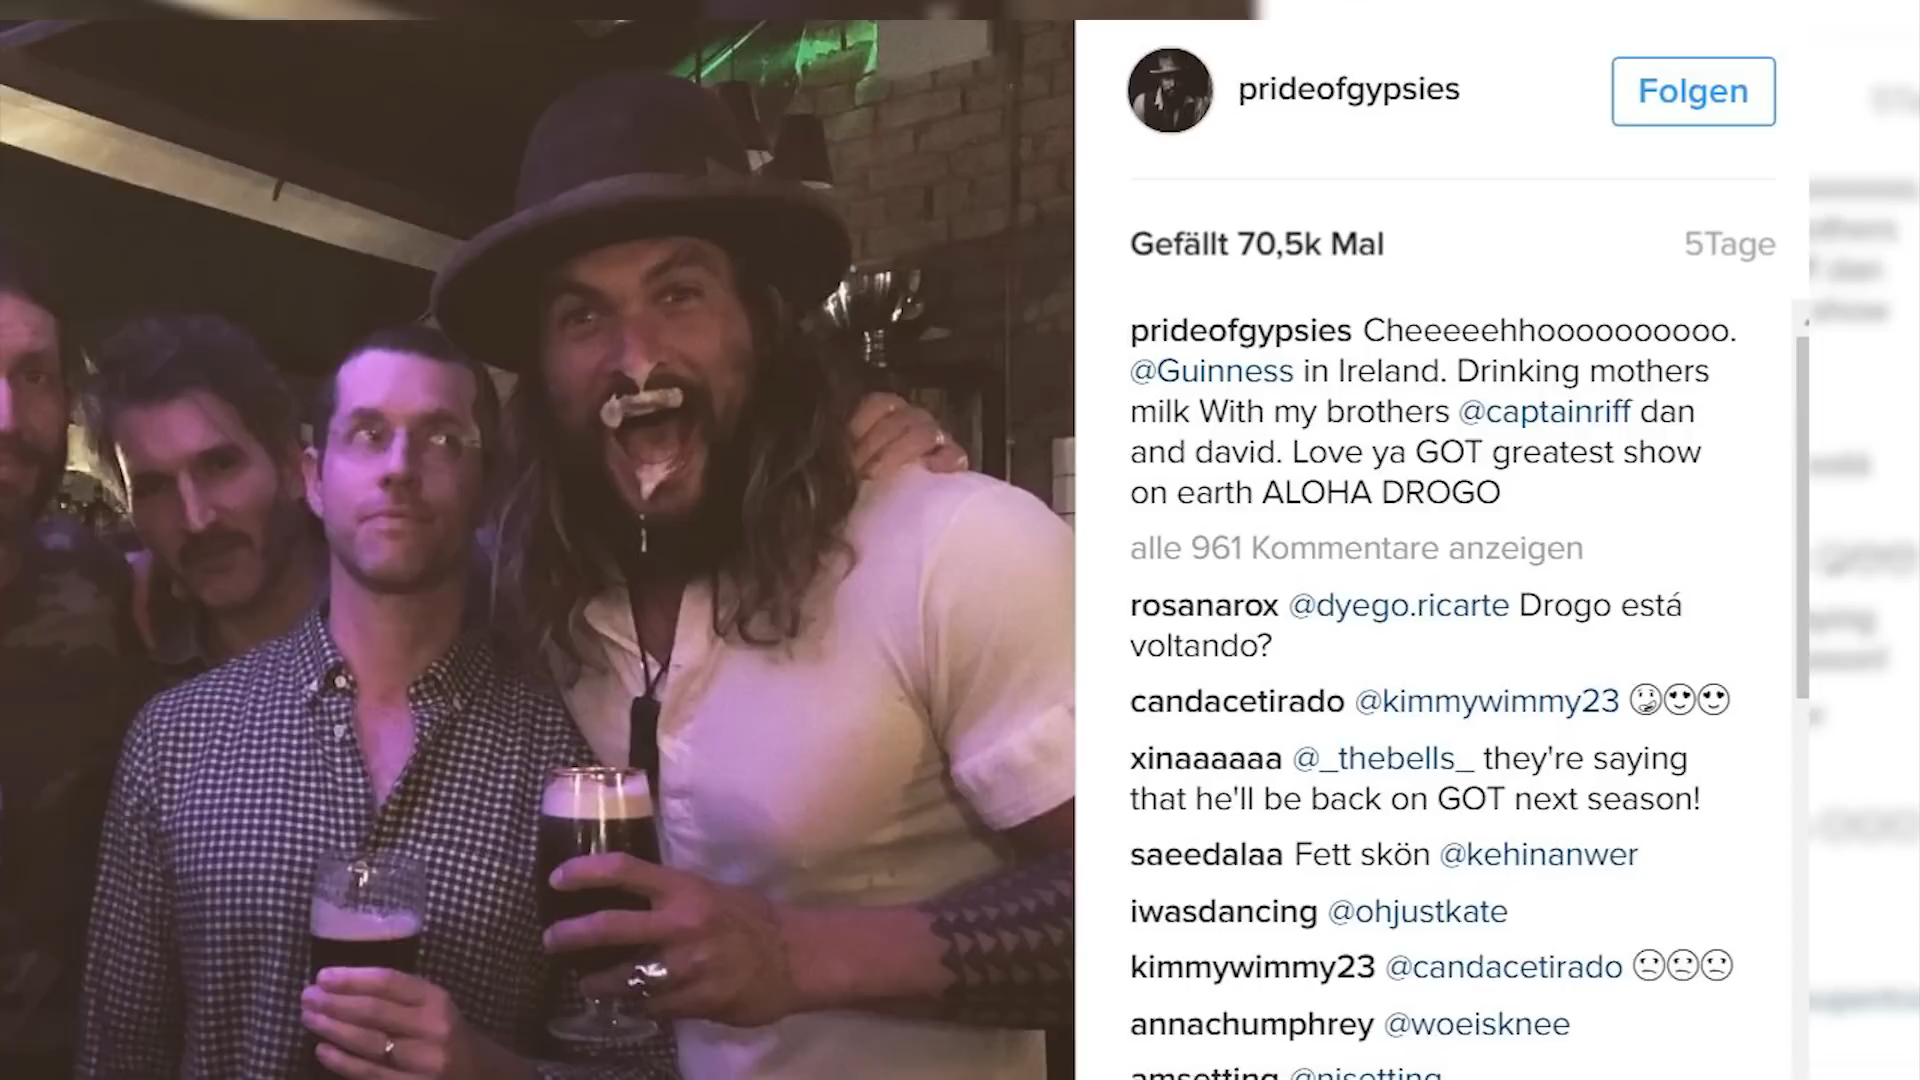 prideofgypsies
Folgen
Gefällt 70,5k Mal
5Tage
prideofgypsies Cheeeeehhoooooooooo.
@Guinness in Ireland. Drinking mothers
milk With my brothers @captainriff dan
and david. Love ya GOT greatest show
on earth ALOHA DROGO
alle 961 Kommentare anzeigen
rosanarox @dyego.ricarte Drogo está
voltando?
candacetirado @kimmywimmy23
xinaaaaaa @_thebells_ they're saying
that he'll be back on GOT next season!
saeedalaa Fett skön @kehinanwer
iwasdancing @ohjustkate
kimmywimmy23 @candacetirado
annachumphrey @woeisknee
amsetting @nisetting